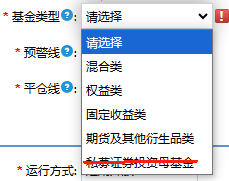 * 基金类型?: 请选择 !
请选择
* 预警线?: 混合类
权益类
* 平仓线?: 固定收益类
期货及其他衍生品类
私募证券投资母基金
* 运行方式: